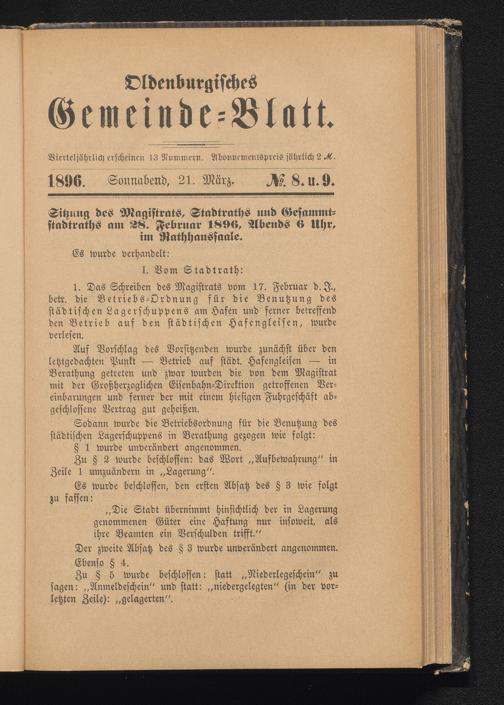 Oldenburgisches
Gemeinde-Blatt.
Vierteljährlich erscheinen 13 Nummern. Abonnementspreis jährlich 2 ℳ.
1896. Sonnabend, 21. März. №. 8. u. 9.
Sitzung des Magistrats, Stadtraths und Gesammt-
stadtraths am 28. Februar 1896, Abends 6 Uhr,
im Rathhaussaale.
Es wurde verhandelt:
I. Vom Stadtrath:
1. Das Schreiben des Magistrats vom 17. Februar d. J.,
betr. die Betriebs-Ordnung für die Benutzung des
städtischen Lagerschuppens am Hafen und ferner betreffend
den Betrieb auf den städtischen Hafengleisen, wurde
verlesen.
Auf Vorschlag des Vorsitzenden wurde zunächst über den
letztgedachten Punkt — Betrieb auf städt. Hafengleisen — in
Berathung getreten und zwar wurden die von dem Magistrat
mit der Großherzoglichen Eisenbahn-Direktion getroffenen Ver-
einbarungen und ferner der mit einem hiesigen Fuhrgeschäft ab-
geschlossene Vertrag gut geheißen.
Sodann wurde die Betriebsordnung für die Benutzung des
städtischen Lagerschuppens in Berathung gezogen wie folgt:
§ 1 wurde unverändert angenommen.
Zu § 2 wurde beschlossen: das Wort „Aufbewahrung“ in
Zeile 1 umzuändern in „Lagerung“.
Es wurde beschlossen, den ersten Absatz des § 3 wie folgt
zu fassen:
„Die Stadt übernimmt hinsichtlich der in Lagerung
genommenen Güter eine Haftung nur insoweit, als
ihre Beamten ein Verschulden trifft.“
Der zweite Absatz des § 3 wurde unverändert angenommen.
Ebenso § 4.
Zu § 5 wurde beschlossen: statt „Niederlegeschein“ zu
sagen: „Anmeldeschein“ und statt: „niedergelegten“ (in der vor-
letzten Zeile): „gelagerten“.